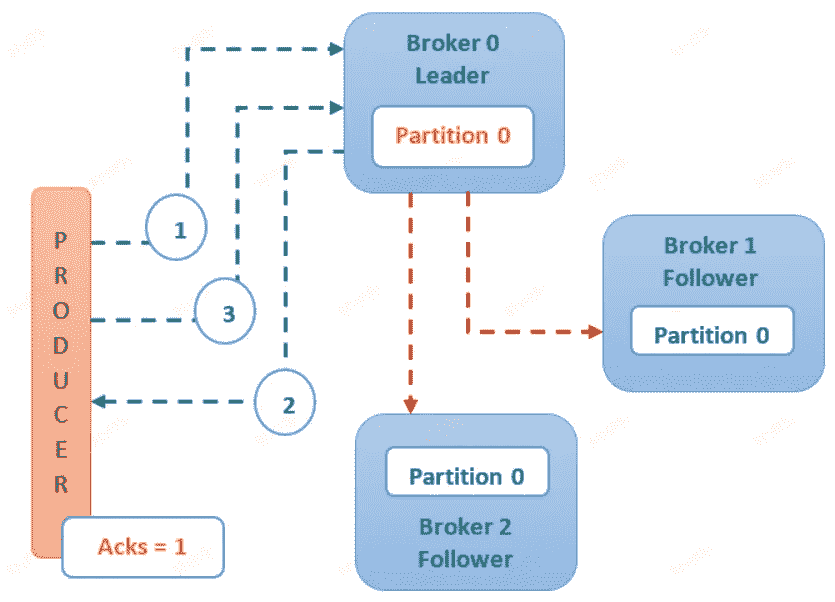 Broker 0
Leader
Partition 0
1
3
2
PRODUCER
Acks = 1
Broker 1
Follower
Partition 0
Partition 0
Broker 2
Follower